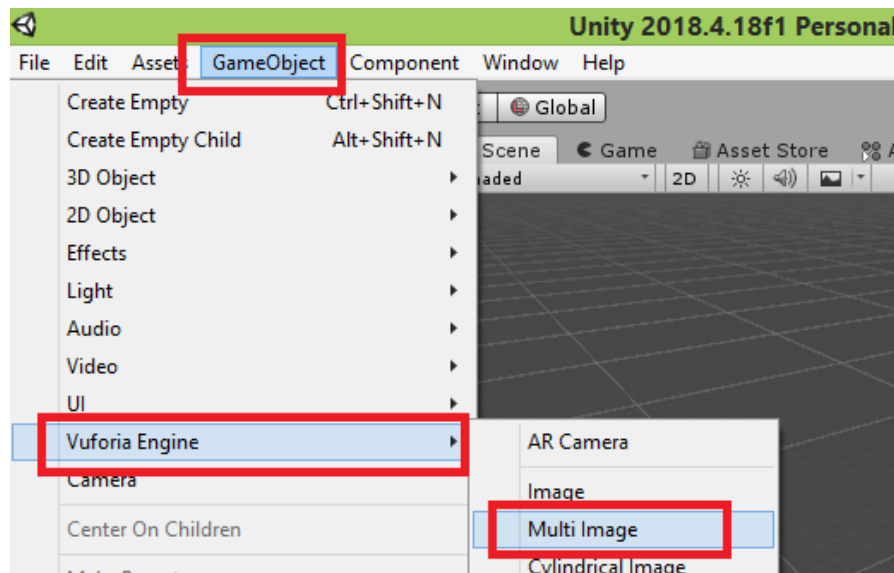 Unity 2018.4.18f1 Personal
File Edit Assets GameObject Component Window Help
Create Empty Ctrl+Shift+N
Global
Create Empty Child Alt+Shift+N
Scene Game Asset Store
3D Object
2D
2D Object
Effects
Light
Audio
Video
UI
Vuforia Engine
AR Camera
Camera
Image
Center On Children
Multi Image
Cylindrical Image